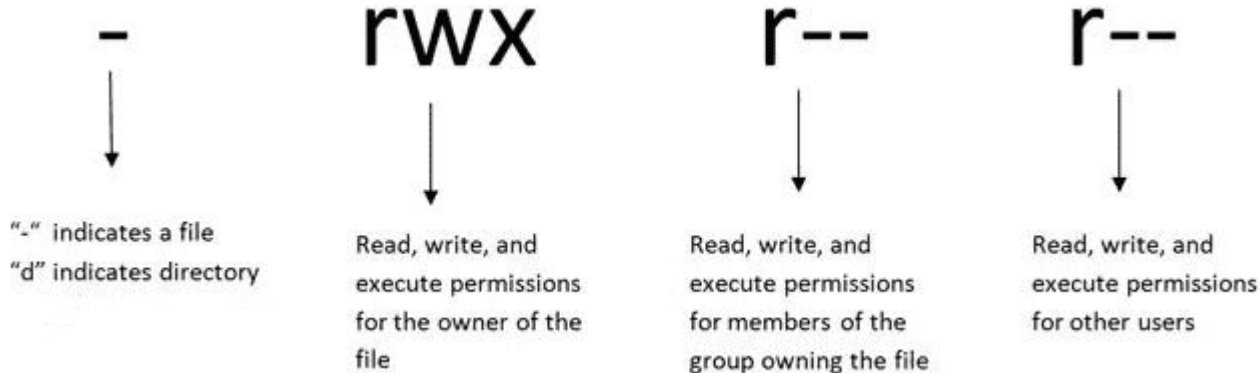 - rwx r-- r--
“-“ indicates a file
“d” indicates directory
Read, write, and
execute permissions
for the owner of the
file
Read, write, and
execute permissions
for members of the
group owning the file
Read, write, and
execute permissions
for other users